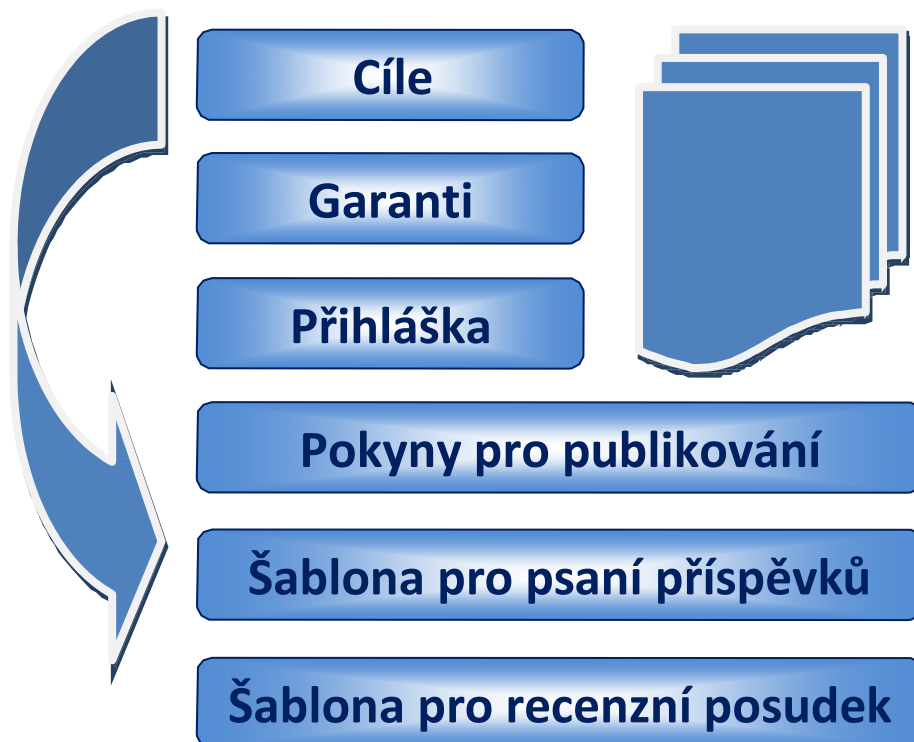 Cíle
Garanti
Přihláška
Pokyny pro publikování
Šablona pro psaní příspěvků
Šablona pro recenzní posudek